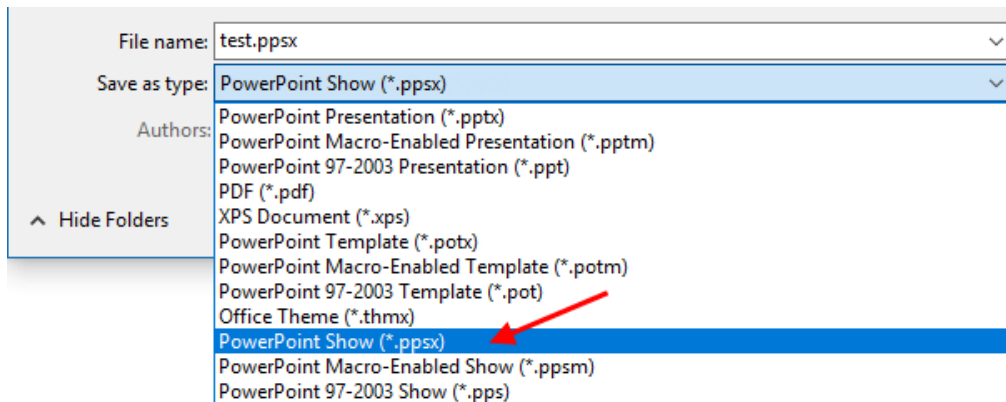 File name: test.ppsx
Save as type: PowerPoint Show (*.ppsx)
Authors:
PowerPoint Presentation (*.pptx)
PowerPoint Macro-Enabled Presentation (*.pptm)
PowerPoint 97-2003 Presentation (*.ppt)
PDF (*.pdf)
XPS Document (*.xps)
Hide Folders
PowerPoint Template (*.potx)
PowerPoint Macro-Enabled Template (*.potm)
PowerPoint 97-2003 Template (*.pot)
Office Theme (*.thmx)
PowerPoint Show (*.ppsx)
PowerPoint Macro-Enabled Show (*.ppsm)
PowerPoint 97-2003 Show (*.pps)